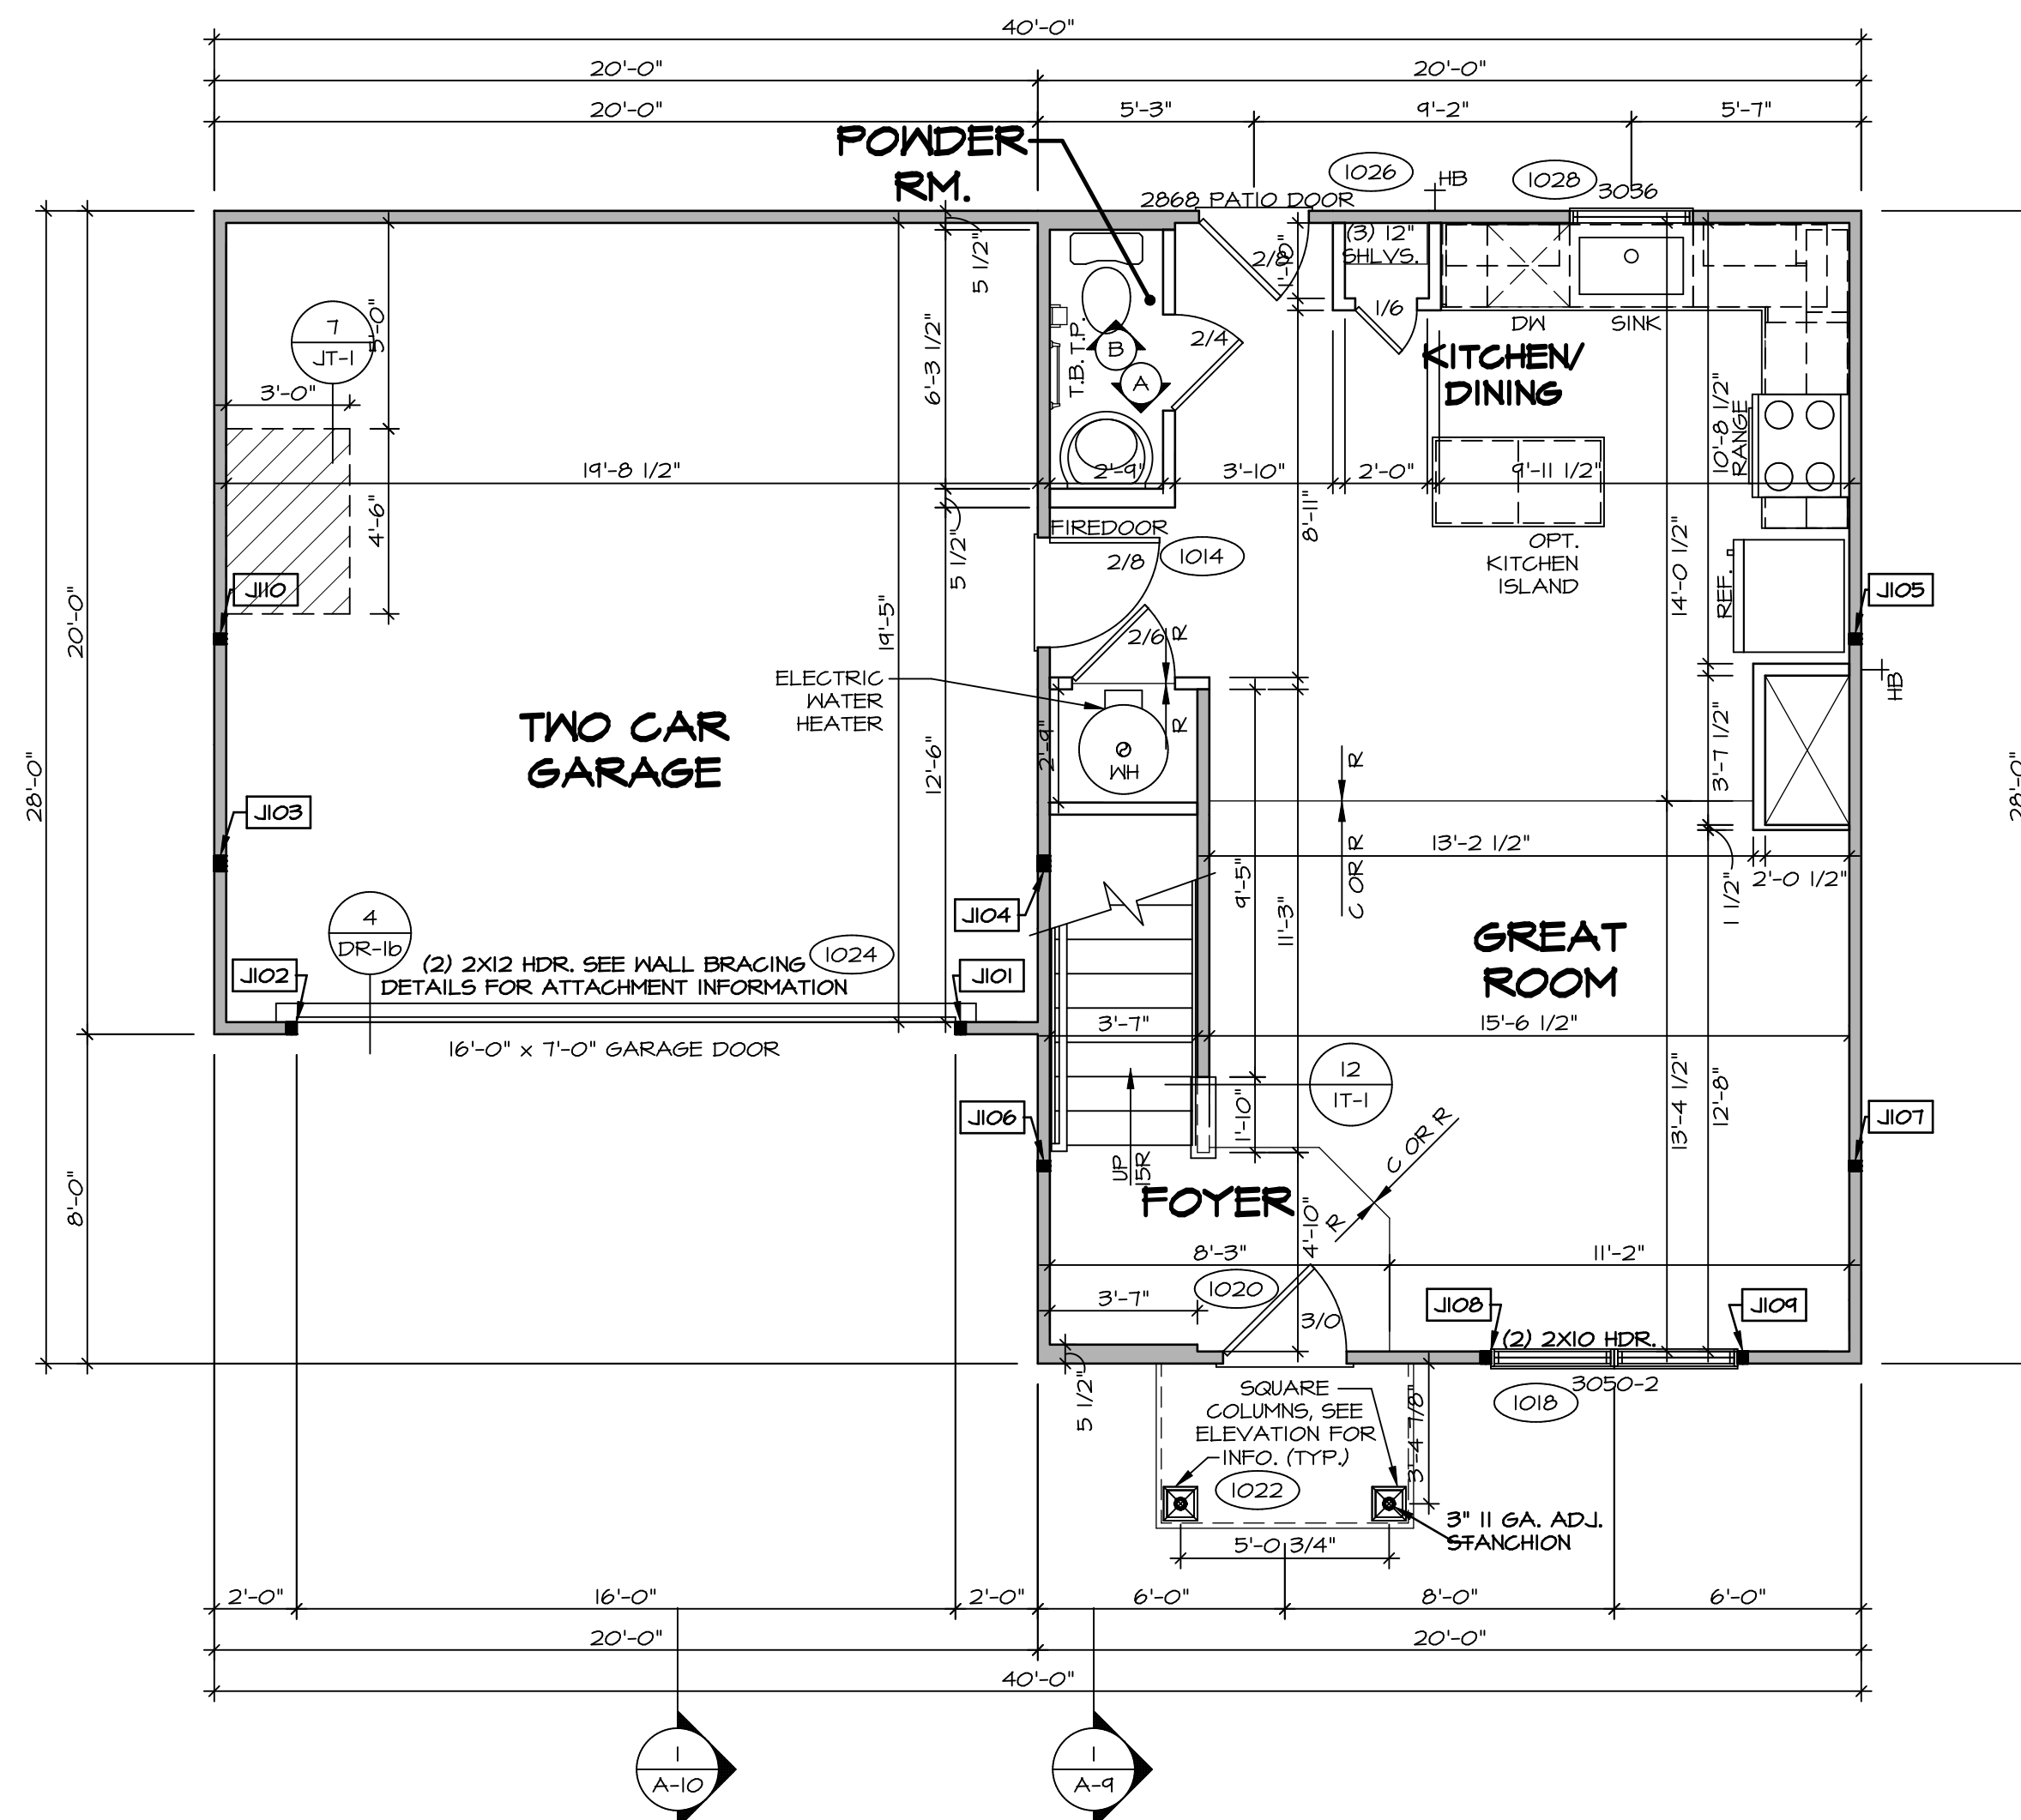 40'-0"
20'-0" 20'-0"
20'-0" 5'-3" 9'-2" 5'-7"
POWDER
RM.
2868 PATIO DOOR
1026
HB
1028
3036
5 1/2"
2/8
1'-10"
(3) 12"
SHLVS.
1/6
DW
SINK
7
JT-1
5'-0"
3'-0"
6'-3 1/2"
T.B. T.P.
B
A
2/4
KITCHEN/
DINING
10'-8 1/2"
RANGE
19'-8 1/2"
2'-9"
3'-10"
2'-0"
9'-11 1/2"
4'-6"
8'-11"
5 1/2"
FIREDOOR
2/8
1014
OPT.
KITCHEN
ISLAND
14'-0 1/2"
REF.
J110
J105
20'-0"
19'-5"
2/6
R
R
HB
ELECTRIC
WATER
HEATER
TWO CAR
GARAGE
2'-9"
WH
12'-6"
28'-0"
28'-0"
3'-7 1/2"
R
C OR R
J103
13'-2 1/2"
2'-0 1/2"
1 1/2"
9'-5"
11'-3"
J104
4
DR-1b
1024
(2) 2X12 HDR. SEE WALL BRACING
DETAILS FOR ATTACHMENT INFORMATION
J102
J101
GREAT
ROOM
3'-7"
15'-6 1/2"
16'-0" x 7'-0" GARAGE DOOR
12
IT-1
13'-4 1/2"
12'-8"
J106
J107
1'-10"
C OR R
R
UP
15R
FOYER
8'-0"
4'-10"
8'-3"
11'-2"
3'-7"
1020
3/0
J108
J109
(2) 2X10 HDR.
3050-2
1018
5 1/2"
SQUARE
COLUMNS, SEE
ELEVATION FOR
INFO. (TYP.)
1022
3'-4 7/8"
3" 11 GA. ADJ.
STANCHION
5'-0 3/4"
2'-0" 16'-0" 2'-0" 6'-0" 8'-0" 6'-0"
20'-0" 20'-0"
40'-0"
1
A-10
1
A-9